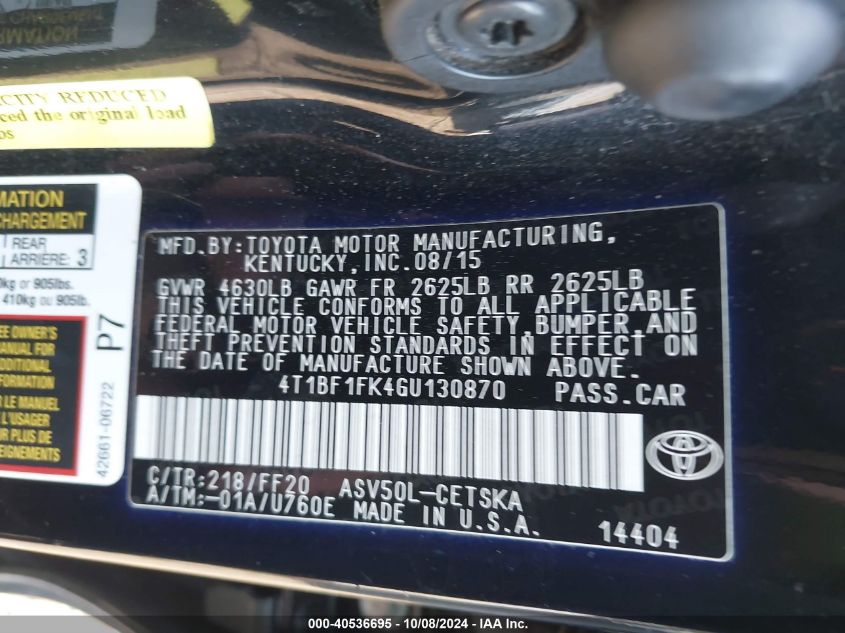 CITY REDUCED
ced the original load
os
MATION
CHARGEMENT
REAR
ARRIÈRE: 3
kg or 905lbs.
410kg ou 905lb.
EE OWNER'S
MANUAL FOR
ADDITIONAL
FORMATION
R LE MANUEL
L'USAGER
UR PLUS DE
SEIGNEMENTS
P7
42661-06722
MFD.BY:TOYOTA MOTOR MANUFACTURING,
KENTUCKY,INC.08/15
GVWR 4630LB GAWR FR 2625LB RR 2625LB
THIS VEHICLE CONFORMS TO ALL APPLICABLE
FEDERAL MOTOR VEHICLE SAFETY,BUMPER,AND
THEFT PREVENTION STANDARDS IN EFFECT ON
THE DATE OF MANUFACTURE SHOWN ABOVE.
4T1BF1FK4GU130870 PASS.CAR
C/TR:218/FF20 ASV50L-CETSKA
A/TM:-01A/U760E MADE IN U.S.A.
14404
000-40536695 - 10/08/2024 - IAA Inc.